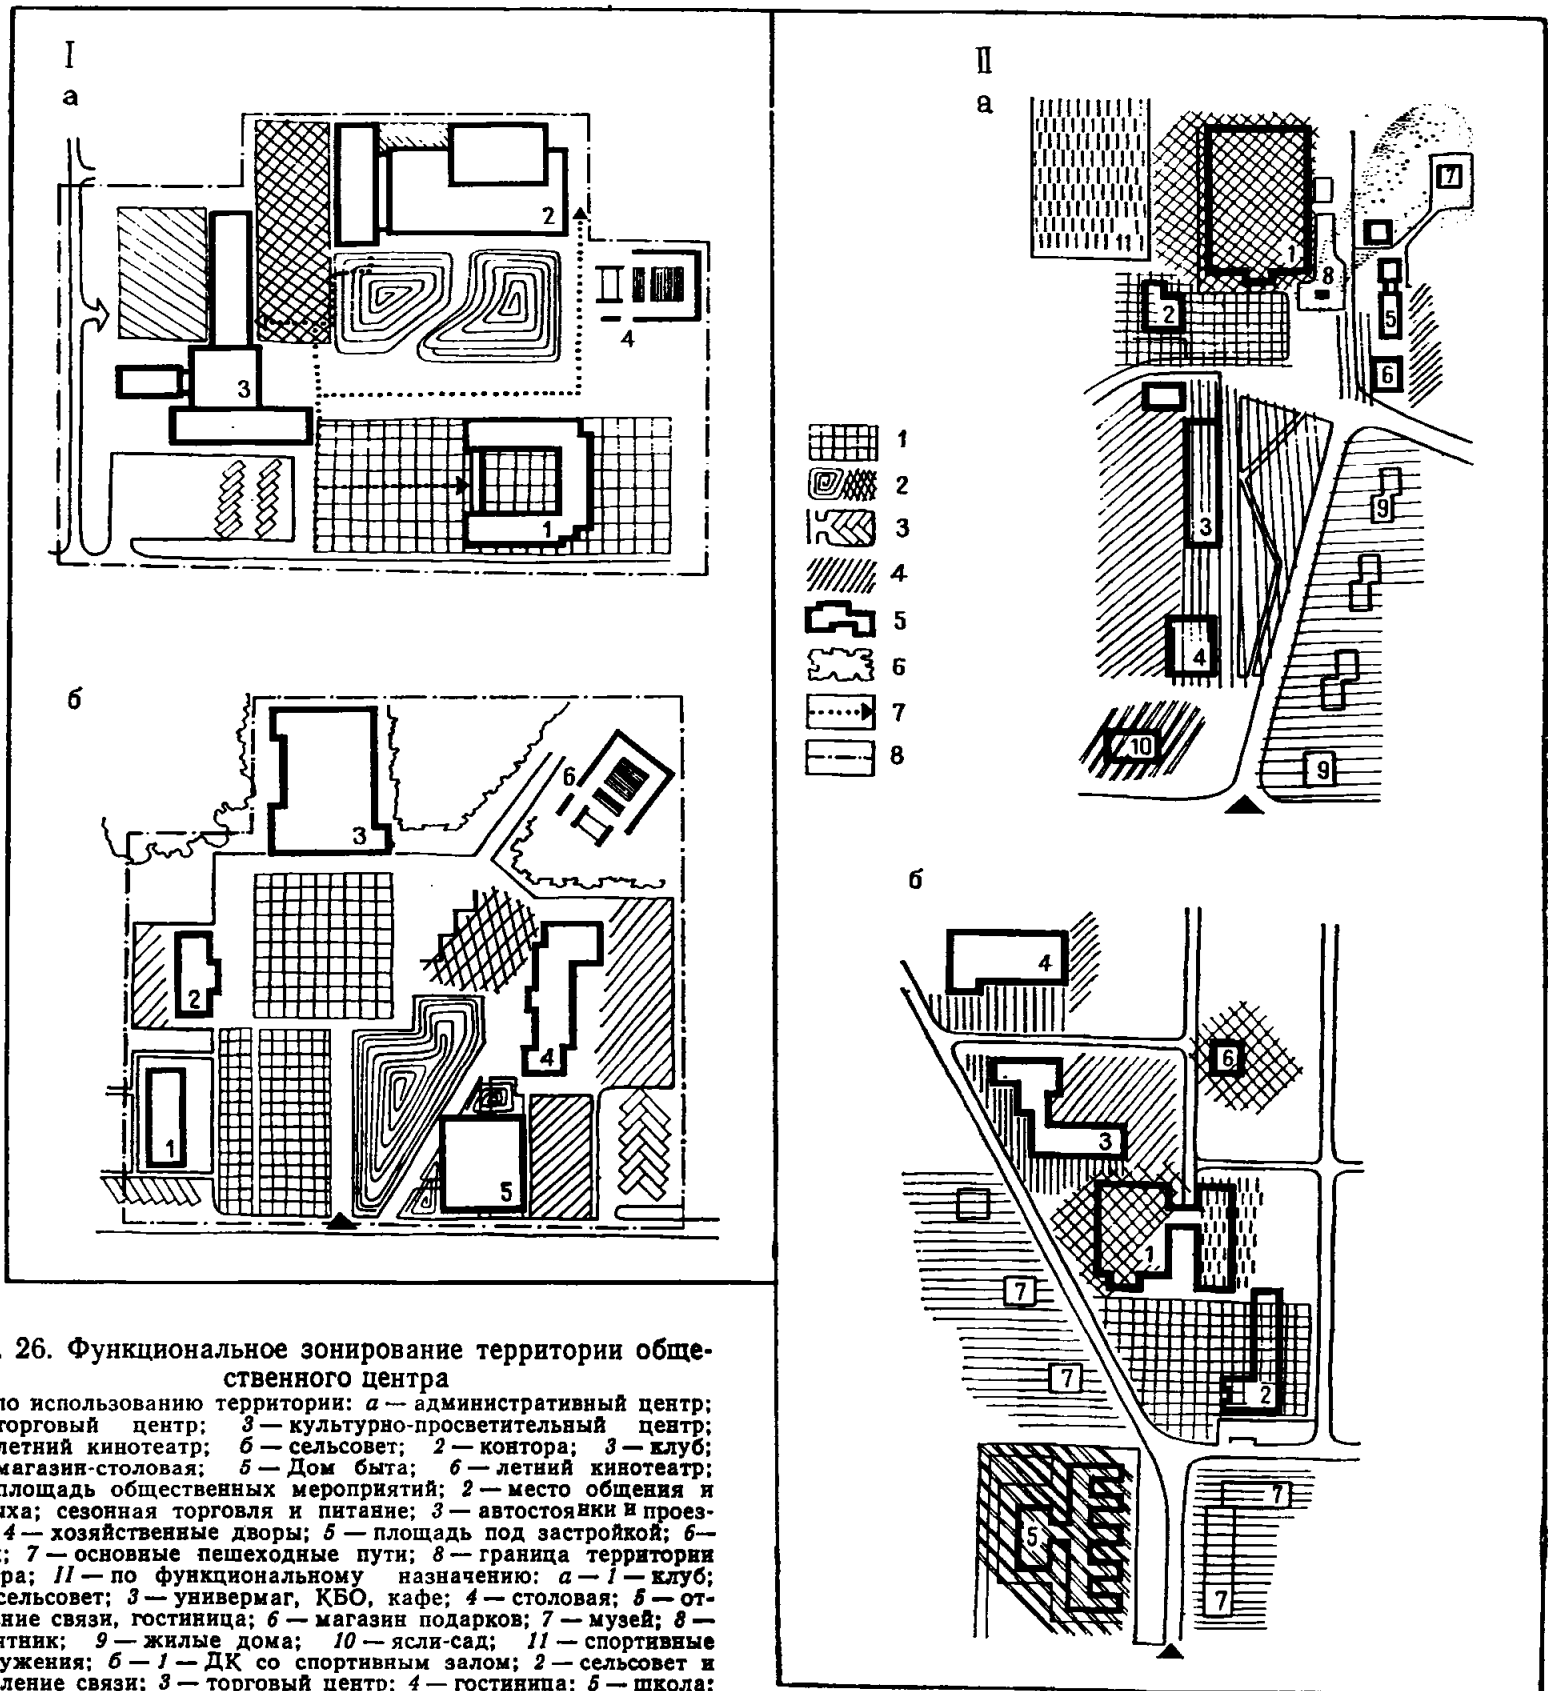 I
а
2
4
3
1
б
6
3
2
4
1
5
II
а
7
11
1
8
2
5
6
3
9
4
10
9
1
2
3
4
5
6
7
8
б
4
6
3
1
7
7
2
7
5
7
. 26. Функциональное зонирование территории обще-
ственного центра
по использованию территории: а — административный центр;
торговый центр; 3 — культурно-просветительный центр;
летний кинотеатр; б — сельсовет; 2 — контора; 3 — клуб;
магазин-столовая; 5 — Дом быта; 6 — летний кинотеатр;
площадь общественных мероприятий; 2 — место общения и
ыха; сезонная торговля и питание; 3 — автостоянки и проез-
4 — хозяйственные дворы; 5 — площадь под застройкой; 6—
; 7 — основные пешеходные пути; 8 — граница территории
ра; II — по функциональному назначению: а — 1 — клуб;
сельсовет; 3 — универмаг, КБО, кафе; 4 — столовая; 5 — от-
ние связи, гостиница; 6 — магазин подарков; 7 — музей; 8 —
ятник; 9 — жилые дома; 10 — ясли-сад; 11 — спортивные
ужения; б — 1 — ДК со спортивным залом; 2 — сельсовет и
ление связи; 3 — торговый центр; 4 — гостиница; 5 — школа;